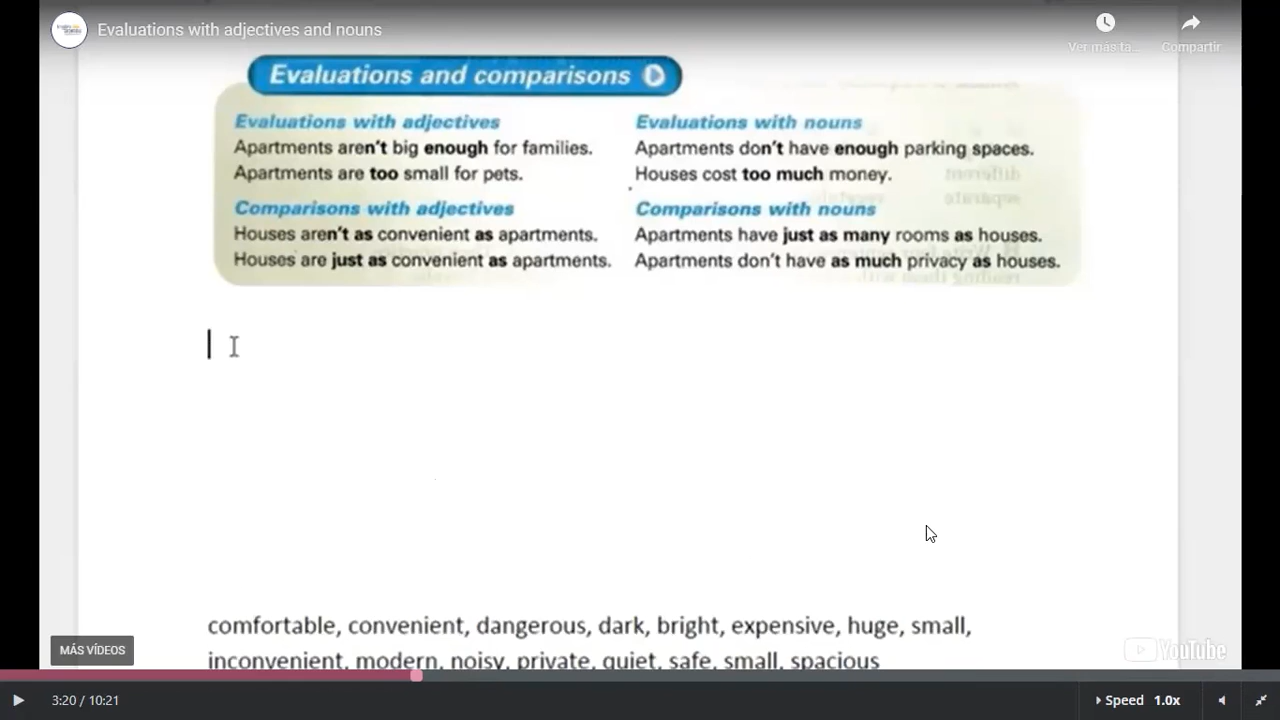 Evaluations with adjectives and nouns
Ver más ta...
Compartir
Evaluations and comparisons
Evaluations with adjectives
Apartments aren't big enough for families.
Apartments are too small for pets.
Comparisons with adjectives
Houses aren't as convenient as apartments.
Houses are just as convenient as apartments.
Evaluations with nouns
Apartments don't have enough parking spaces.
Houses cost too much money.
Comparisons with nouns
Apartments have just as many rooms as houses.
Apartments don't have as much privacy as houses.
comfortable, convenient, dangerous, dark, bright, expensive, huge, small,
inconvenient, modern, noisy, private, quiet, safe, small, spacious
MÁS VÍDEOS
YouTube
3:20 / 10:21
Speed 1.0x